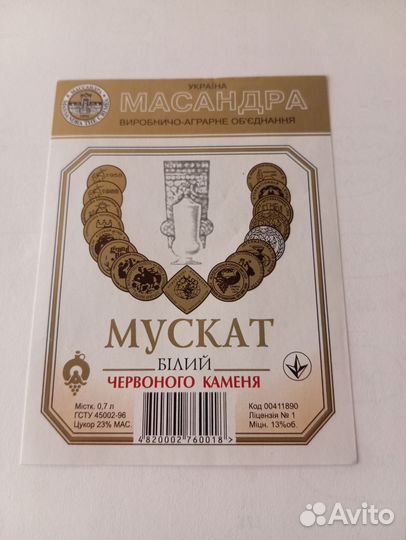 УКРАЇНА
МАСАНДРА
ВИРОБНИЧО-АГРАРНЕ ОБ'ЄДНАННЯ
МУСКАТ
БІЛИЙ
ЧЕРВОНОГО КАМЕНЯ
Містк. 0,7 л
ГСТУ 45002-96
Цукор 23% МАС.
4820002760018>
Код 00411890
Ліцензія № 1
Міцн. 13%об.
Avito